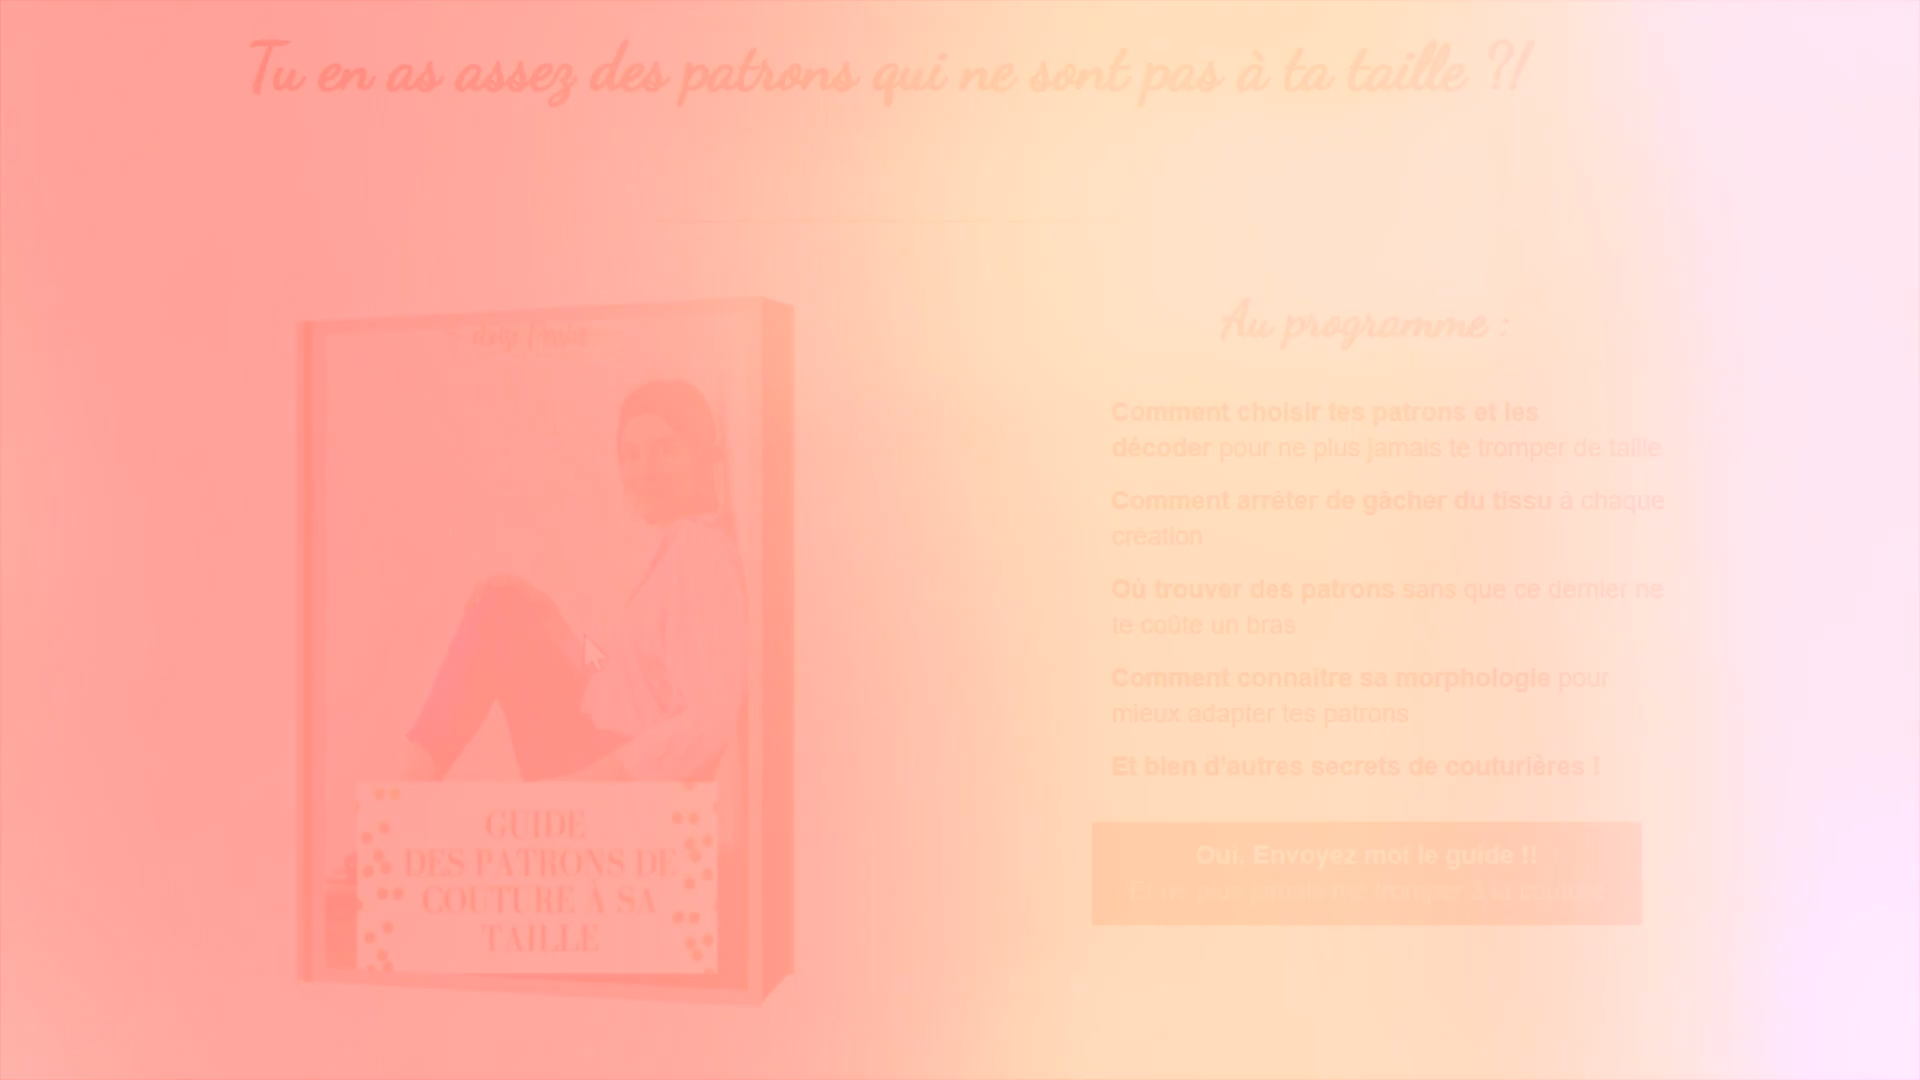 Tu en as assez des patrons qui ne sont pas à ta taille ?!
Au programme :
Comment choisir tes patrons et les
décoder pour ne plus jamais te tromper de taille
Comment arrêter de gâcher du tissu à chaque
création
Où trouver des patrons sans que ce dernier ne
te coûte un bras
Comment connaître sa morphologie pour
mieux adapter tes patrons
Et bien d'autres secrets de couturières !
Oui, Envoyez moi le guide !!
GUIDE
DES PATRONS DE
COUTURE À SA
TAILLE